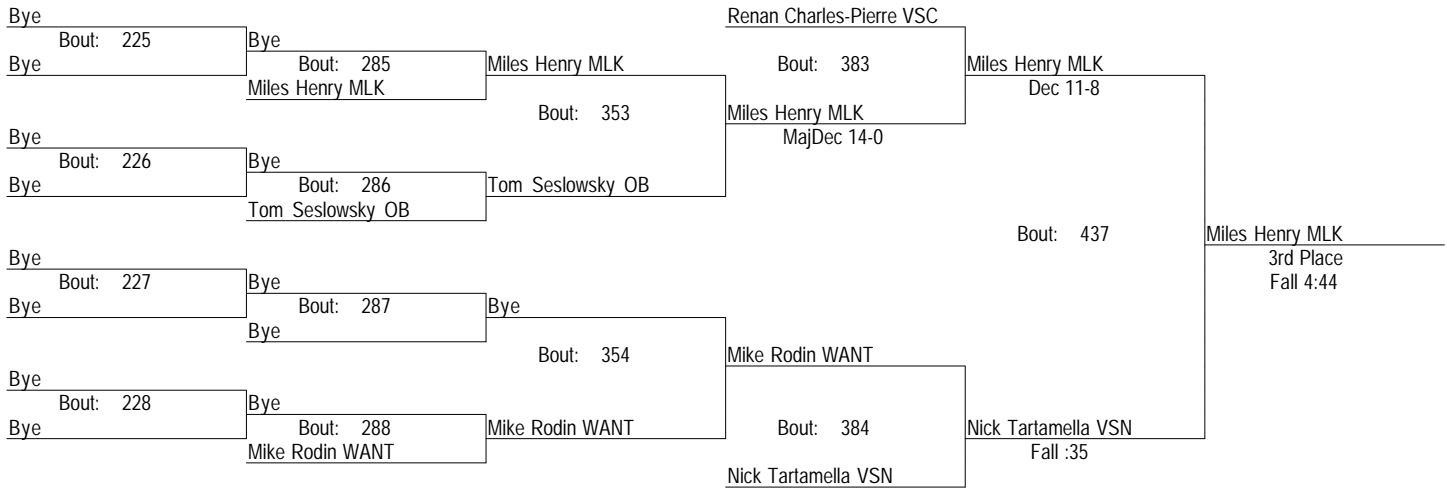 Bye
Renan Charles-Pierre VSC
Bout: 225
Bye
Bye
Bout: 285
Miles Henry MLK
Bout: 383
Miles Henry MLK
Miles Henry MLK
Dec 11-8
Bout: 353
Miles Henry MLK
Bye
MajDec 14-0
Bout: 226
Bye
Bye
Bout: 286
Tom Seslowsky OB
Tom Seslowsky OB
Bout: 437
Miles Henry MLK
Bye
3rd Place
Bout: 227
Bye
Fall 4:44
Bye
Bout: 287
Bye
Bye
Bout: 354
Mike Rodin WANT
Bye
Bout: 228
Bye
Bye
Bout: 288
Mike Rodin WANT
Bout: 384
Nick Tartamella VSN
Mike Rodin WANT
Fall :35
Nick Tartamella VSN